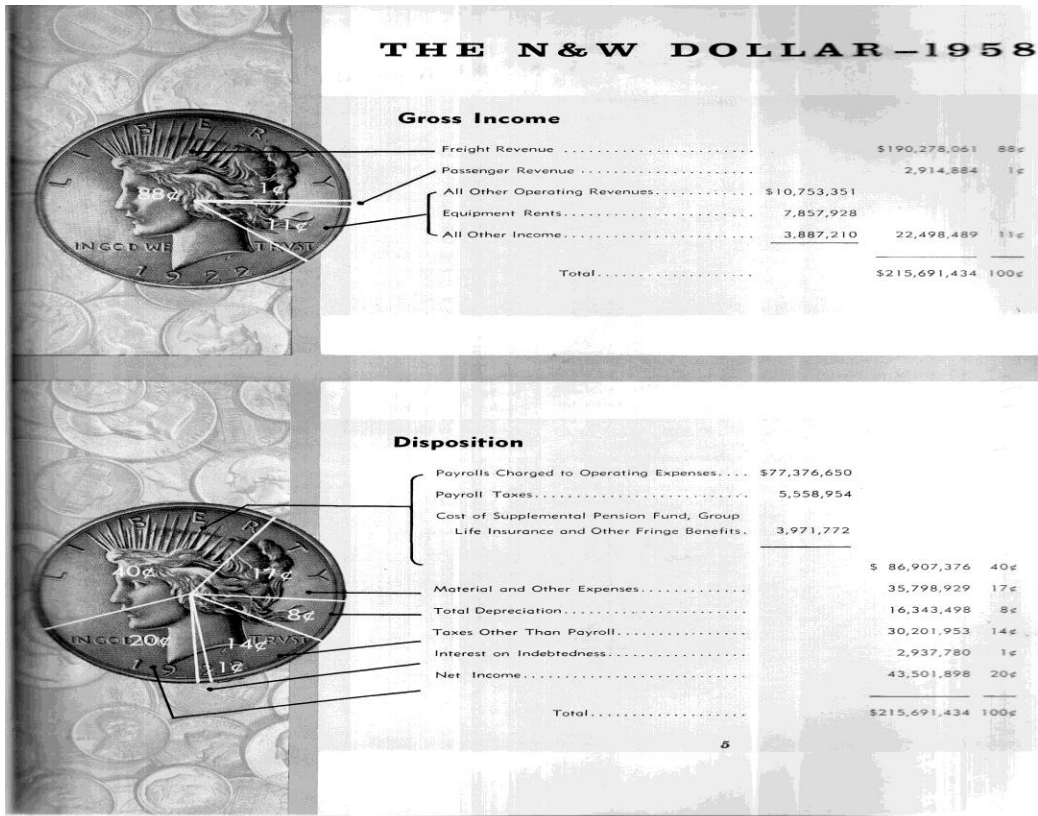 THE N&W DOLLAR–1958
Gross Income
Freight Revenue ........................ $190,278,061 88¢
Passenger Revenue ........................ 2,914,884 1¢
All Other Operating Revenues............ $10,753,351
Equipment Rents........................ 7,857,928
All Other Income........................ 3,887,210 22,498,489 11¢
Total.................... $215,691,434 100¢
LIBERTY
88¢
1¢
11¢
IN GOD WE TRVST
1922
Disposition
Payrolls Charged to Operating Expenses.... $77,376,650
Payroll Taxes........................ 5,558,954
Cost of Supplemental Pension Fund, Group
Life Insurance and Other Fringe Benefits. 3,971,772
$ 86,907,376 40¢
Material and Other Expenses............ 35,798,929 17¢
Total Depreciation........................ 16,343,498 8¢
Taxes Other Than Payroll................ 30,201,953 14¢
Interest on Indebtedness................ 2,937,780 1¢
Net Income........................ 43,501,898 20¢
Total.................... $215,691,434 100¢
LIBERTY
40¢
17¢
8¢
20¢
14¢
1¢
5